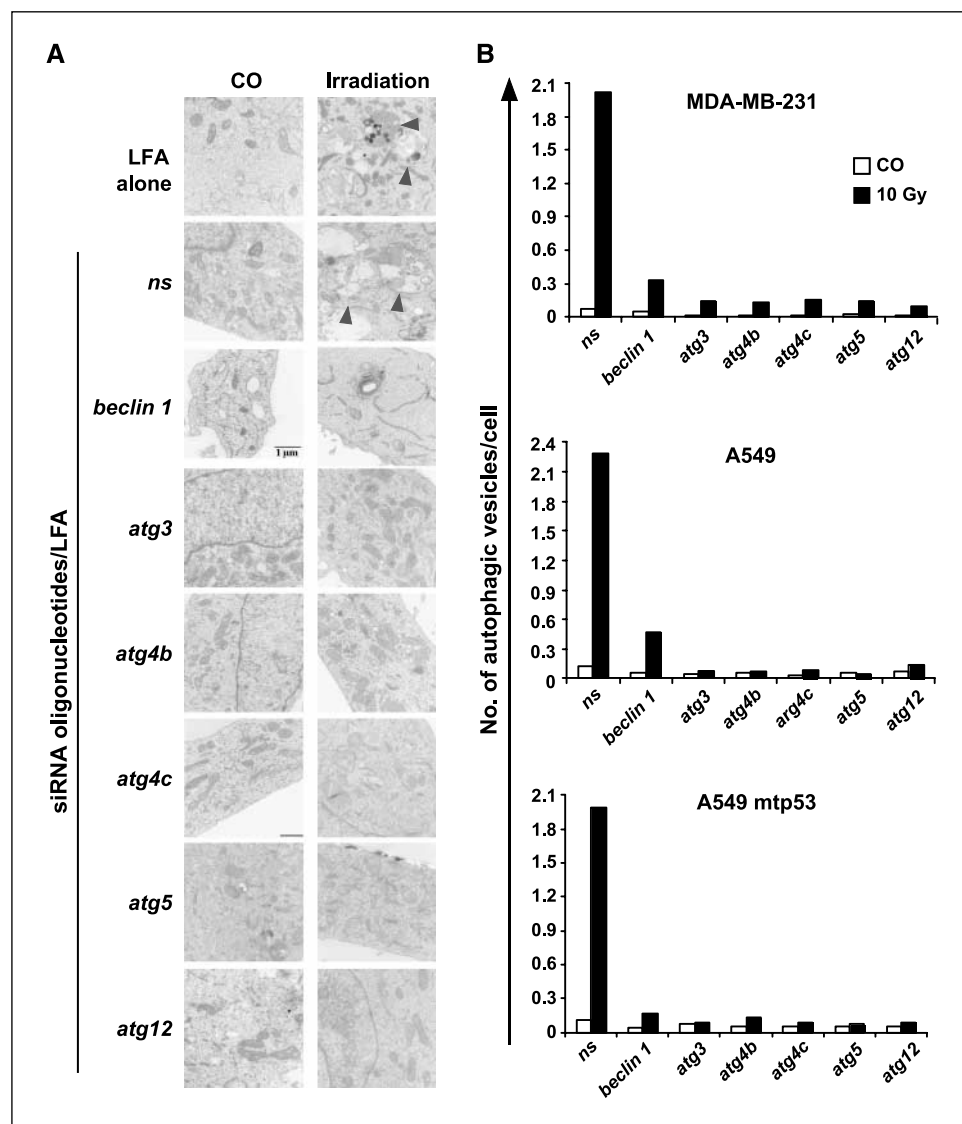 A
CO Irradiation
LFA
alone
ns
beclin 1
1 μm
atg3
atg4b
atg4c
atg5
atg12
siRNA oligonucleotides/LFA
B
No. of autophagic vesicles/cell
MDA-MB-231
CO
10 Gy
2.1
1.8
1.5
1.2
0.9
0.6
0.3
0
ns beclin 1 atg3 atg4b atg4c atg5 atg12
A549
2.4
2.1
1.8
1.5
1.2
0.9
0.6
0.3
0
ns beclin 1 atg3 atg4b arg4c atg5 atg12
A549 mtp53
2.1
1.8
1.5
1.2
0.9
0.6
0.3
0
ns beclin 1 atg3 atg4b atg4c atg5 atg12